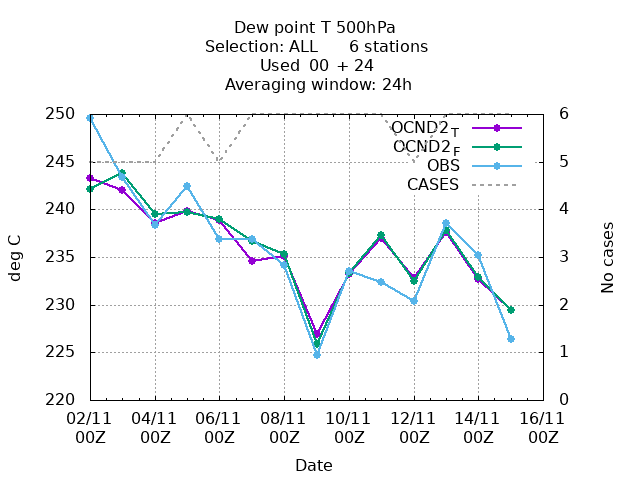 Dew point T 500hPa
Selection: ALL 6 stations
Used 00 + 24
Averaging window: 24h
250 6
OCND2T
OCND2F
245 OBS 5
CASES
240 4
deg C 235 3 No cases
230 2
225 1
220 0
02/11 04/11 06/11 08/11 10/11 12/11 14/11 16/11
00Z 00Z 00Z 00Z 00Z 00Z 00Z 00Z
Date